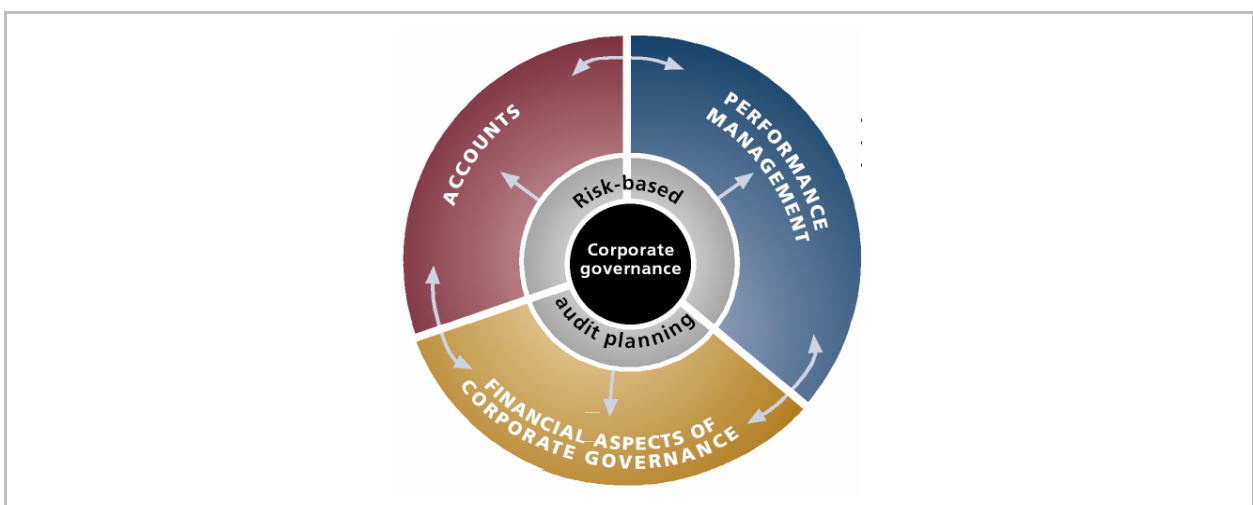 ACCOUNTS
PERFORMANCE
MANAGEMENT
Risk-based
Corporate
governance
audit planning
FINANCIAL ASPECTS OF
CORPORATE GOVERNANCE